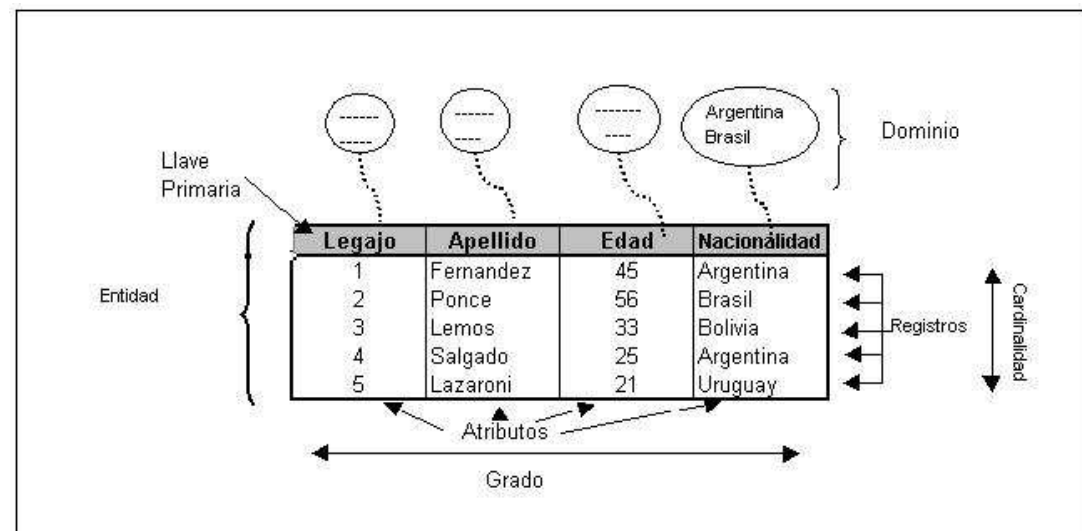 Argentina
Brasil
Dominio
Llave
Primaria
Legajo Apellido Edad Nacionalidad
1 Fernandez 45 Argentina
2 Ponce 56 Brasil
3 Lemos 33 Bolivia
4 Salgado 25 Argentina
5 Lazaroni 21 Uruguay
Entidad
Registros
Cardinalidad
Atributos
Grado